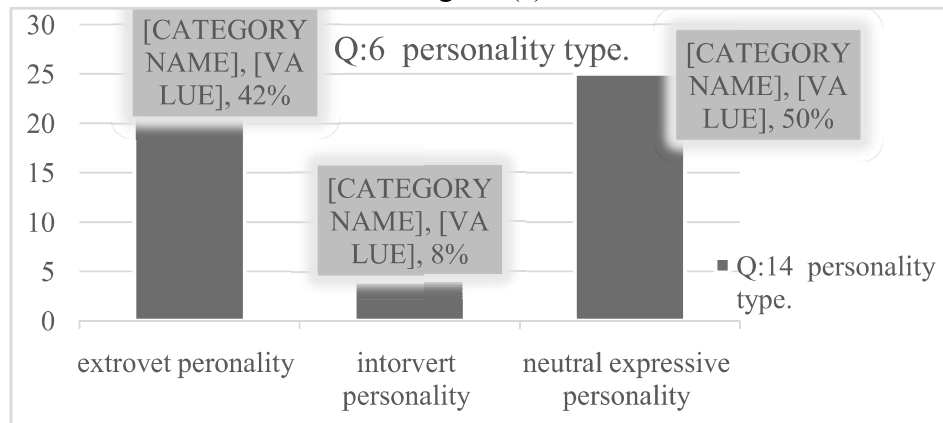 30
25
20
15
10
5
0
Q:6 personality type.
[CATEGORY
NAME], [VA
LUE], 42%
[CATEGORY
NAME], [VA
LUE], 8%
[CATEGORY
NAME], [VA
LUE], 50%
Q:14 personality
type.
extrovet peronality
intorvert
personality
neutral expressive
personality